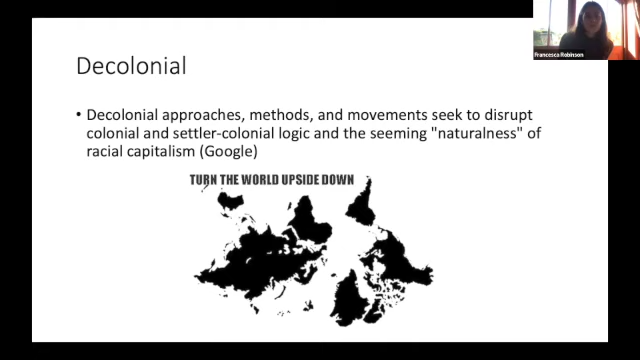 Francesca Robinson
Decolonial
• Decolonial approaches, methods, and movements seek to disrupt
colonial and settler-colonial logic and the seeming "naturalness" of
racial capitalism (Google)
TURN THE WORLD UPSIDE DOWN